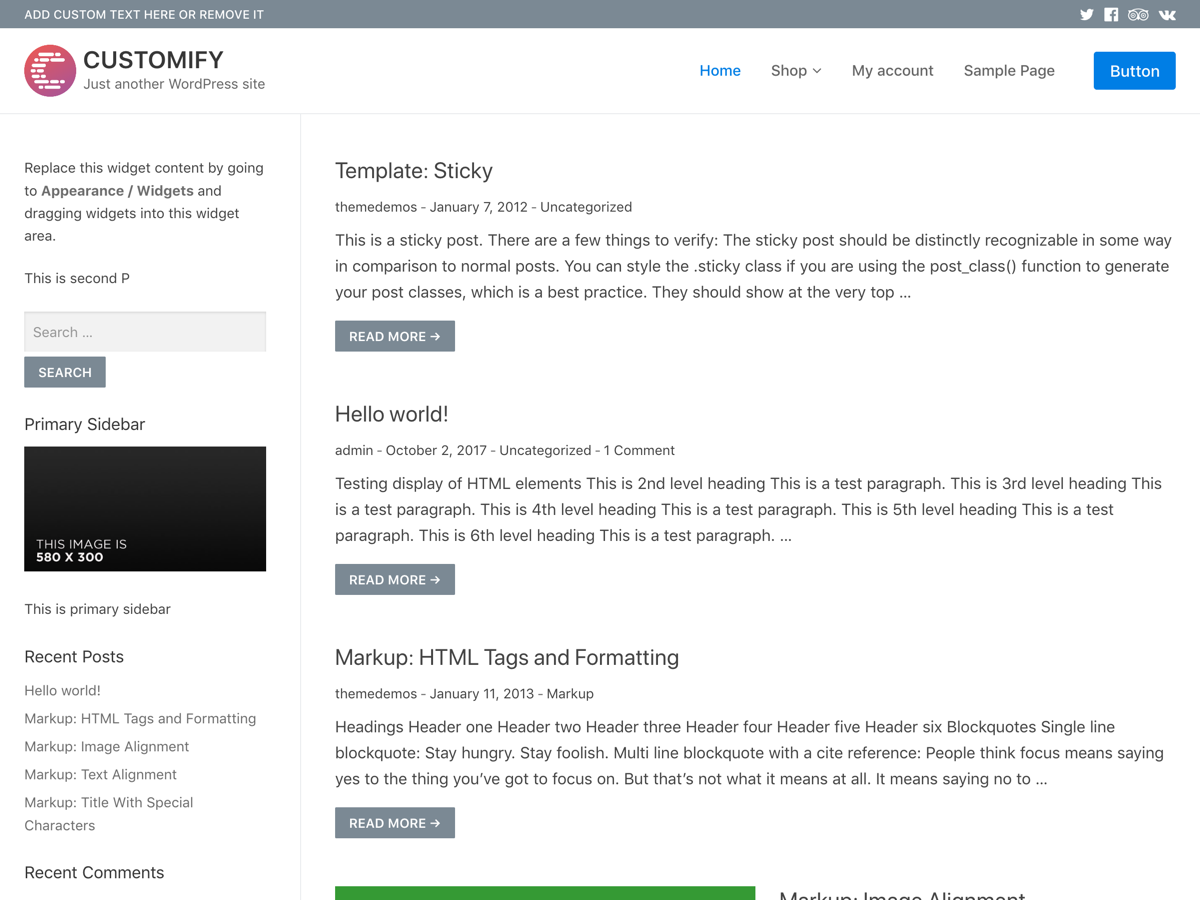 ADD CUSTOM TEXT HERE OR REMOVE IT
CUSTOMIFY
Just another WordPress site
Home
Shop
My account
Sample Page
Button
Replace this widget content by going
to Appearance / Widgets and
dragging widgets into this widget
area.
This is second P
Search ...
SEARCH
Primary Sidebar
THIS IMAGE IS
580 X 300
This is primary sidebar
Recent Posts
Hello world!
Markup: HTML Tags and Formatting
Markup: Image Alignment
Markup: Text Alignment
Markup: Title With Special
Characters
Recent Comments
Template: Sticky
themedemos - January 7, 2012 - Uncategorized
This is a sticky post. There are a few things to verify: The sticky post should be distinctly recognizable in some way
in comparison to normal posts. You can style the .sticky class if you are using the post_class() function to generate
your post classes, which is a best practice. They should show at the very top ...
READ MORE →
Hello world!
admin - October 2, 2017 - Uncategorized - 1 Comment
Testing display of HTML elements This is 2nd level heading This is a test paragraph. This is 3rd level heading This
is a test paragraph. This is 4th level heading This is a test paragraph. This is 5th level heading This is a test
paragraph. This is 6th level heading This is a test paragraph. ...
READ MORE →
Markup: HTML Tags and Formatting
themedemos - January 11, 2013 - Markup
Headings Header one Header two Header three Header four Header five Header six Blockquotes Single line
blockquote: Stay hungry. Stay foolish. Multi line blockquote with a cite reference: People think focus means saying
yes to the thing you’ve got to focus on. But that’s not what it means at all. It means saying no to ...
READ MORE →
Markup: Image Alignment